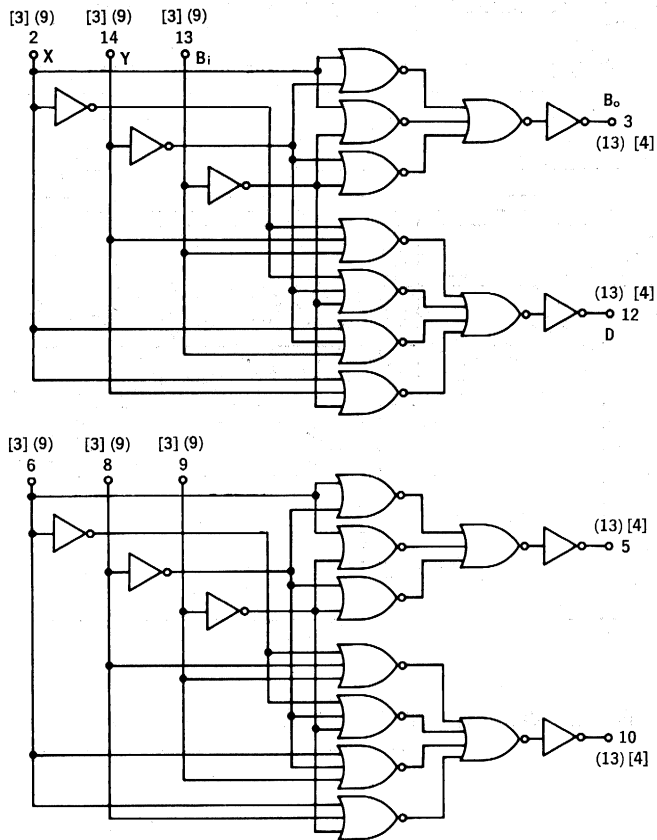 [3] (9) [3] (9) [3] (9)
2 X 14 Y 13 Bi
Bo
3
(13) [4]
(13) [4]
12
D
[3] (9) [3] (9) [3] (9)
6 8 9
(13) [4]
5
10
(13) [4]